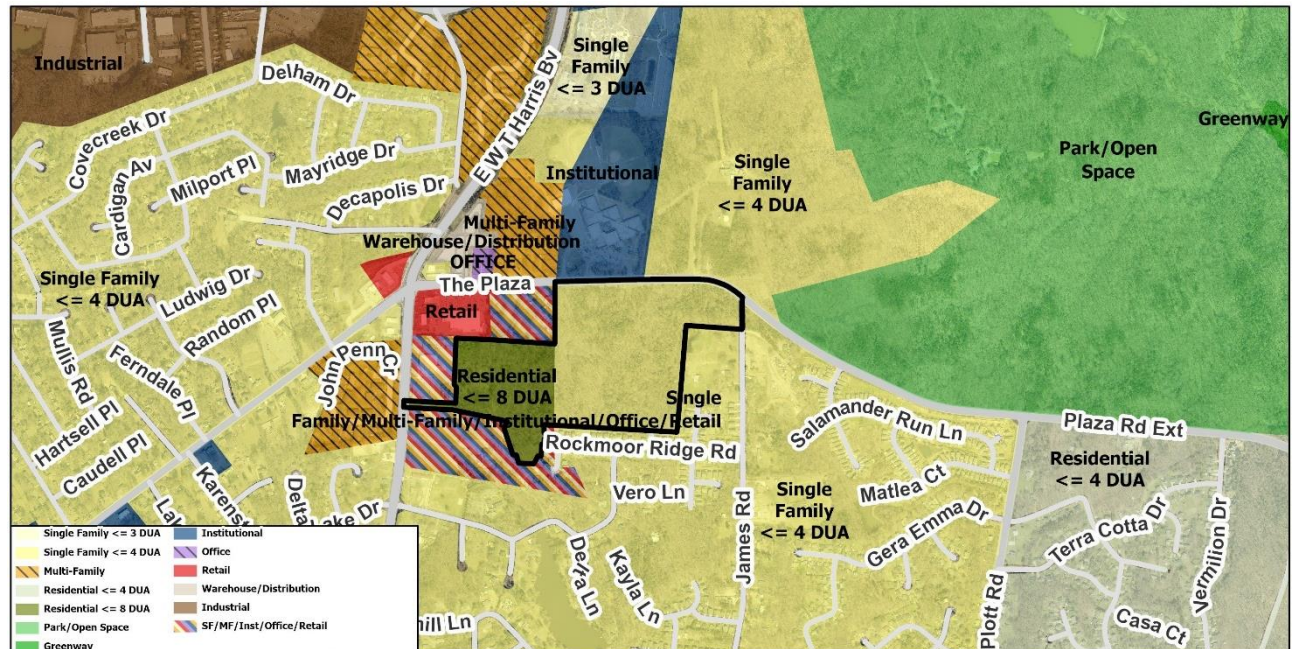 Industrial
Delham Dr
Covecreek Dr
Cardigan Av
Milport Pl
Mayridge Dr
Decapolis Dr
E W T Harris Bv
Single
Family
<= 3 DUA
Institutional
Single
Family
<= 4 DUA
Park/Open
Space
Greenway
Multi-Family
Warehouse/Distribution
OFFICE
The Plaza
Retail
Single Family
<= 4 DUA
Ludwig Dr
Random Pl
Mullis Rd
Ferndale Pl
John Penn Cr
Hartsell Pl
Caudell Pl
Residential
<= 8 DUA
Single
Family/Multi-Family/Institutional/Office/Retail
Rockmoor Ridge Rd
Vero Ln
Salamander Run Ln
Plaza Rd Ext
Residential
<= 4 DUA
Matlea Ct
Single
Family
<= 4 DUA
Gera Emma Dr
Terra Cotta Dr
Vermilion Dr
Kayla Ln
James Rd
Plott Rd
Casa Ct
Single Family <= 3 DUA
Single Family <= 4 DUA
Multi-Family
Residential <= 4 DUA
Residential <= 8 DUA
Park/Open Space
Greenway
Institutional
Office
Retail
Warehouse/Distribution
Industrial
SF/MF/Inst/Office/Retail